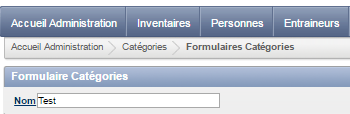 Accueil Administration Inventaires Personnes Entraineurs
Accueil Administration Catégories Formulaires Catégories
Formulaire Catégories
Nom Test